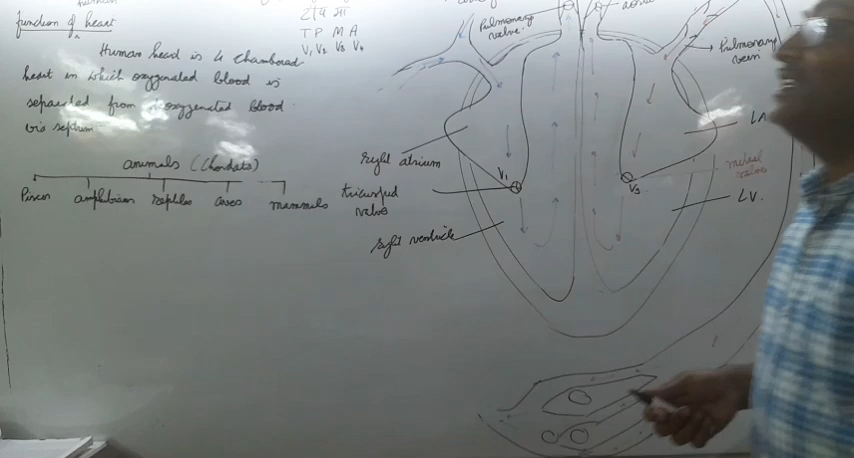 function of heart
human
टाप मा
T P M A
V₁ V₂ V₃ V₄
Human heart is 4 chambered
heart in which oxygenated blood is
separated from deoxygenated blood
via septum
animals (Chordata)
Pisces amphibians reptiles aves mammals
Pulmonary
valve
Pulmonary
vein
LA
mitral
valve
V₃
LV.
right atrium
V₁
tricuspid
valve
right ventricle